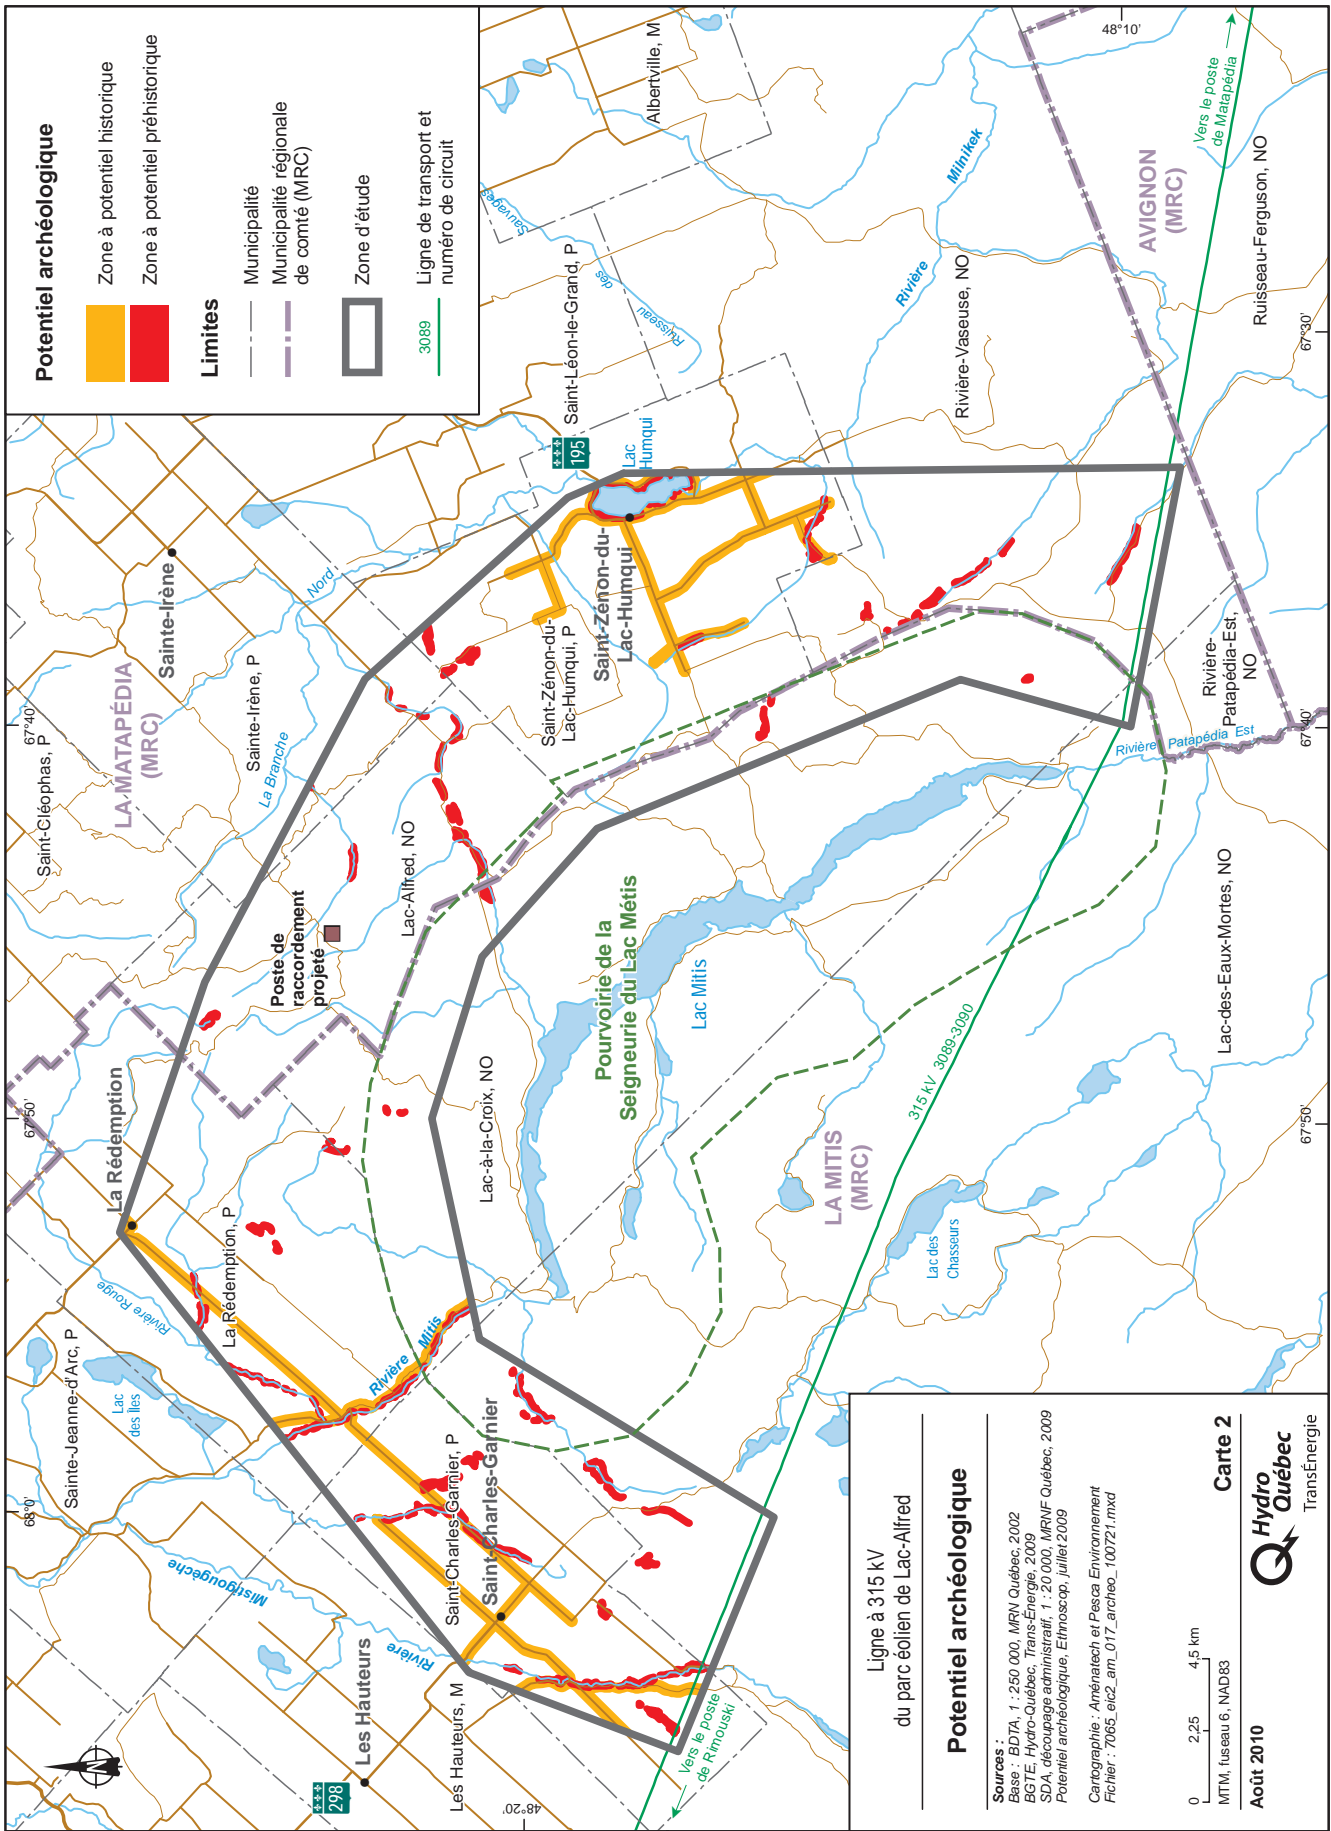 Potentiel archéologique
Zone à potentiel historique
Zone à potentiel préhistorique
Limites
Municipalité
Municipalité régionale
de comté (MRC)
Zone d'étude
3089
Ligne de transport et
numéro de circuit
68°0'
67°50'
67°40'
Sainte-Jeanne-d'Arc, P
Lac
des Îles
Rivière Rouge
La Rédemption
La Rédemption, P
Saint-Cléophas, P
LA MATAPÉDIA
(MRC)
Sainte-Irène, P
Sainte-Irène
La Branche
Nord
298
Les Hauteurs
Les Hauteurs, M
48°20'
Rivière
Mistigougèche
Saint-Charles-Garnier, P
Saint-Charles-Garnier
Rivière
Mitis
Poste de
raccordement
projeté
Lac-Alfred, NO
Lac-à-la-Croix, NO
Saint-Zénon-du-
Lac-Humqui, P
Saint-Zénon-du-
Lac-Humqui
195
Lac
Humqui
Saint-Léon-le-Grand, P
Ruisseau
des
Sauvages
Albertville, M
Pourvoirie de la
Seigneurie du Lac Métis
Lac Mitis
LA MITIS
(MRC)
315 kV 3089-3090
Lac des
Chasseurs
Lac-des-Eaux-Mortes, NO
Rivière Patapédia Est
Rivière-
Patapédia-Est,
NO
Rivière-Vaseuse, NO
Rivière
Milnikek
AVIGNON
(MRC)
Ruisseau-Ferguson, NO
Vers le poste
de Matapédia
48°10'
67°30'
67°40'
67°50'
Vers le poste
de Rimouski
Ligne à 315 kV
du parc éolien de Lac-Alfred
Potentiel archéologique
Sources :
Base : BDTA, 1 : 250 000, MRN Québec, 2002
BGTE, Hydro-Québec, Trans-Énergie, 2009
SDA, découpage administratif, 1 : 20 000, MRNF Québec, 2009
Potentiel archéologique, Ethnoscop, juillet 2009
Cartographie : Aménatech et Pesca Environnement
Fichier : 7065_eic2_am_017_archeo_100721.mxd
0 2,25 4,5 km
MTM, fuseau 6, NAD83
Carte 2
Août 2010
Hydro
Québec
TransÉnergie
N